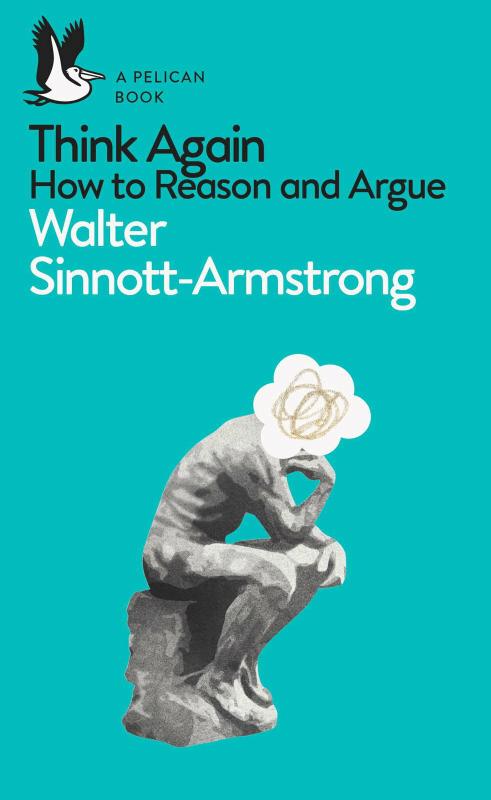 A PELICAN
BOOK
Think Again
How to Reason and Argue
Walter
Sinnott-Armstrong